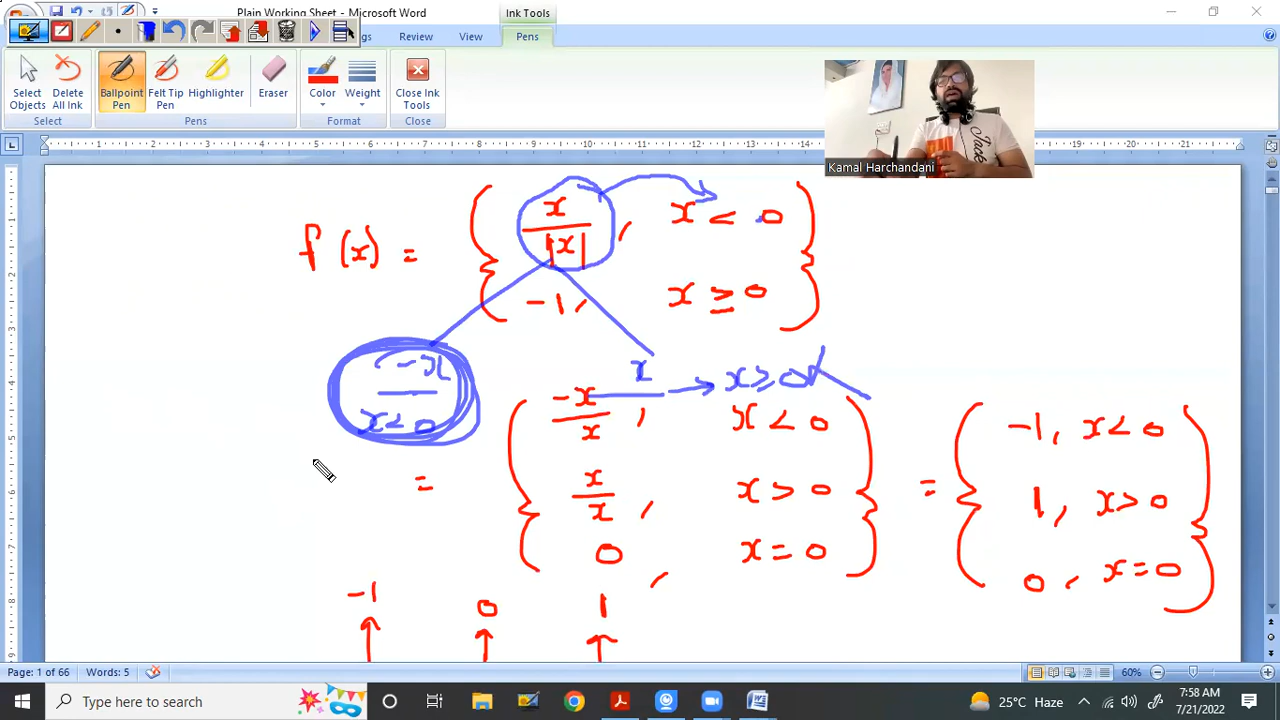 Plain Working Sheet - Microsoft Word
Ink Tools
gs Review View Pens
Select Objects
Delete All Ink
Ballpoint Pen
Felt Tip Pen
Highlighter
Eraser
Color
Weight
Close Ink Tools
Select Pens Format Close
Kamal Harchandani
f(x) =
x/|x|, x < 0
-1, x ≥ 0
-x
x < 0
x → x ≥ 0
=
-x/x, x < 0
x/x, x > 0
0, x = 0
=
-1, x < 0
1, x > 0
0, x = 0
-1 0 1
Page: 1 of 66 Words: 5 60%
Type here to search
25°C Haze
7:58 AM
7/21/2022